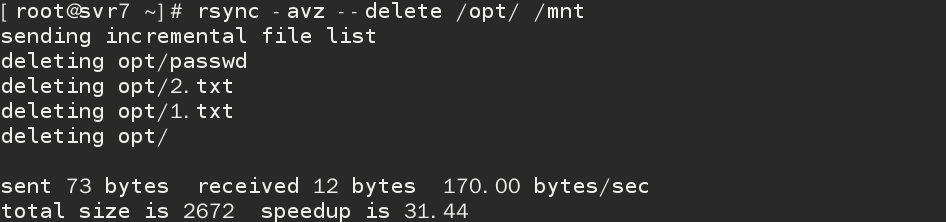 [root@svr7 ~]# rsync -avz --delete /opt/ /mnt
sending incremental file list
deleting opt/passwd
deleting opt/2.txt
deleting opt/1.txt
deleting opt/
sent 73 bytes  received 12 bytes  170.00 bytes/sec
total size is 2672  speedup is 31.44